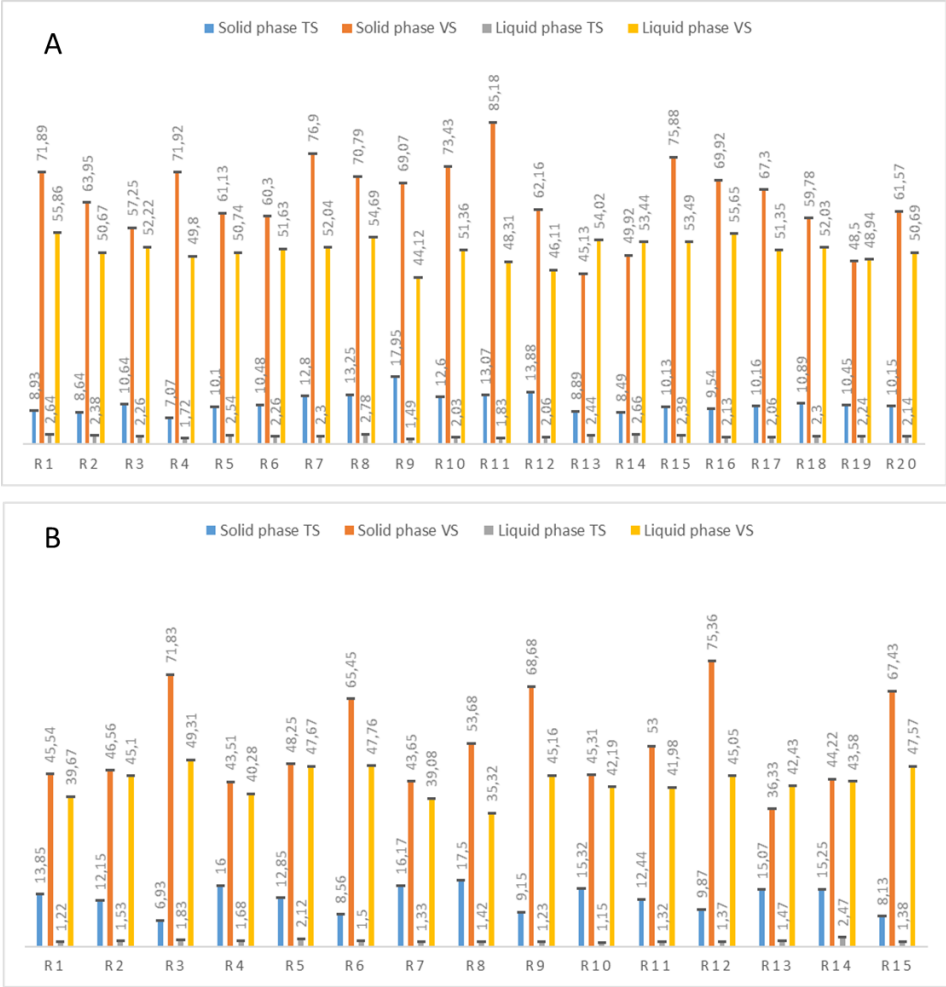 A
Solid phase TS Solid phase VS Liquid phase TS Liquid phase VS
8,93 71,89 2,64 55,86 8,64 63,95 2,38 50,67 10,64 57,25 2,26 52,22 7,07 71,92 1,72 49,8 10,1 61,13 2,54 50,74 10,48 60,3 2,26 51,63 12,8 76,9 2,3 52,04 13,25 70,79 2,78 54,69 17,95 69,07 1,49 44,12 12,6 73,43 2,03 51,36 13,07 85,18 1,83 48,31 13,88 62,16 2,06 46,11 8,89 45,13 2,44 54,02 8,49 49,92 2,66 53,44 10,13 75,88 2,39 53,49 9,54 69,92 2,13 55,65 10,16 67,3 2,06 51,35 10,89 59,78 2,3 52,03 10,45 48,5 2,24 48,94 10,15 61,57 2,14 50,69
R1 R2 R3 R4 R5 R6 R7 R8 R9 R10 R11 R12 R13 R14 R15 R16 R17 R18 R19 R20
B
Solid phase TS Solid phase VS Liquid phase TS Liquid phase VS
13,85 45,54 1,22 39,67 12,15 46,56 1,53 45,1 6,93 71,83 1,83 49,31 16 43,51 1,68 40,28 12,85 48,25 2,12 47,67 8,56 65,45 1,5 47,76 16,17 43,65 1,33 39,08 17,5 53,68 1,42 35,32 9,15 68,68 1,23 45,16 15,32 45,31 1,15 42,19 12,44 53 1,32 41,98 9,87 75,36 1,37 45,05 15,07 36,33 1,47 42,43 15,25 44,22 2,47 43,58 8,13 67,43 1,38 47,57
R1 R2 R3 R4 R5 R6 R7 R8 R9 R10 R11 R12 R13 R14 R15